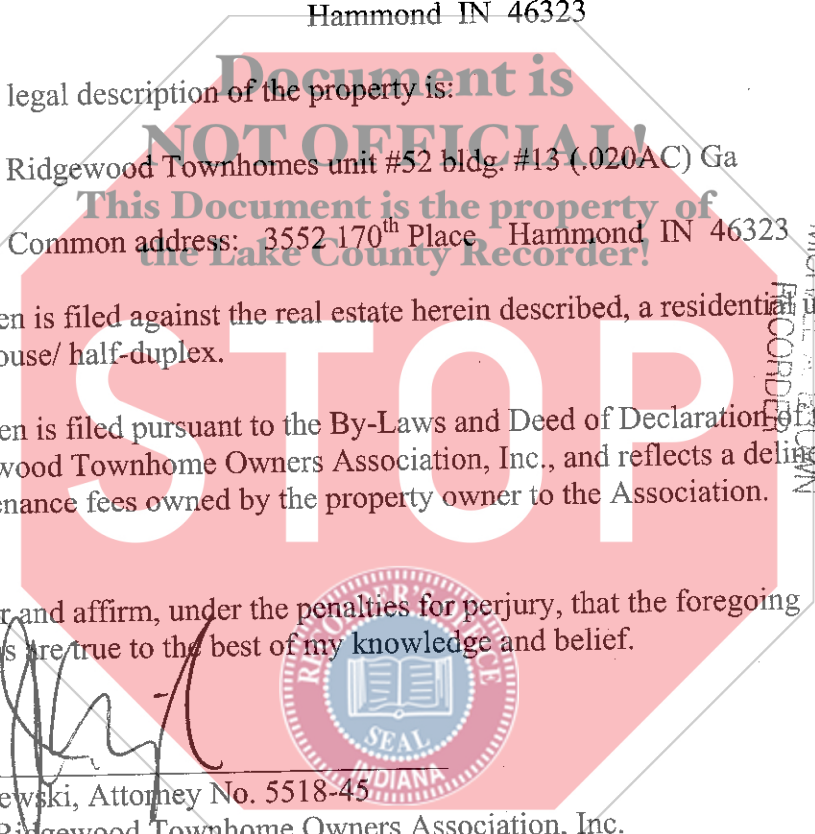 Hammond IN 46323
Document is
legal description of the property is:
NOT OFFICIAL!
Ridgewood Townhomes unit #52 bldg. #13 (.020AC) Ga
This Document is the property of
Common address: 3552 170th Place Hammond IN 46323
the Lake County Recorder!
en is filed against the real estate herein described, a residential u
ouse/ half-duplex.
STOP
en is filed pursuant to the By-Laws and Deed of Declaration of
wood Townhome Owners Association, Inc., and reflects a delin
enance fees owned by the property owner to the Association.
RECORDER
BROWN
r and affirm, under the penalties for perjury, that the foregoing
s are true to the best of my knowledge and belief.
RECORDER'S OFFICE
SEAL
INDIANA
ewski, Attorney No. 5518-45
Ridgewood Townhome Owners Association, Inc.